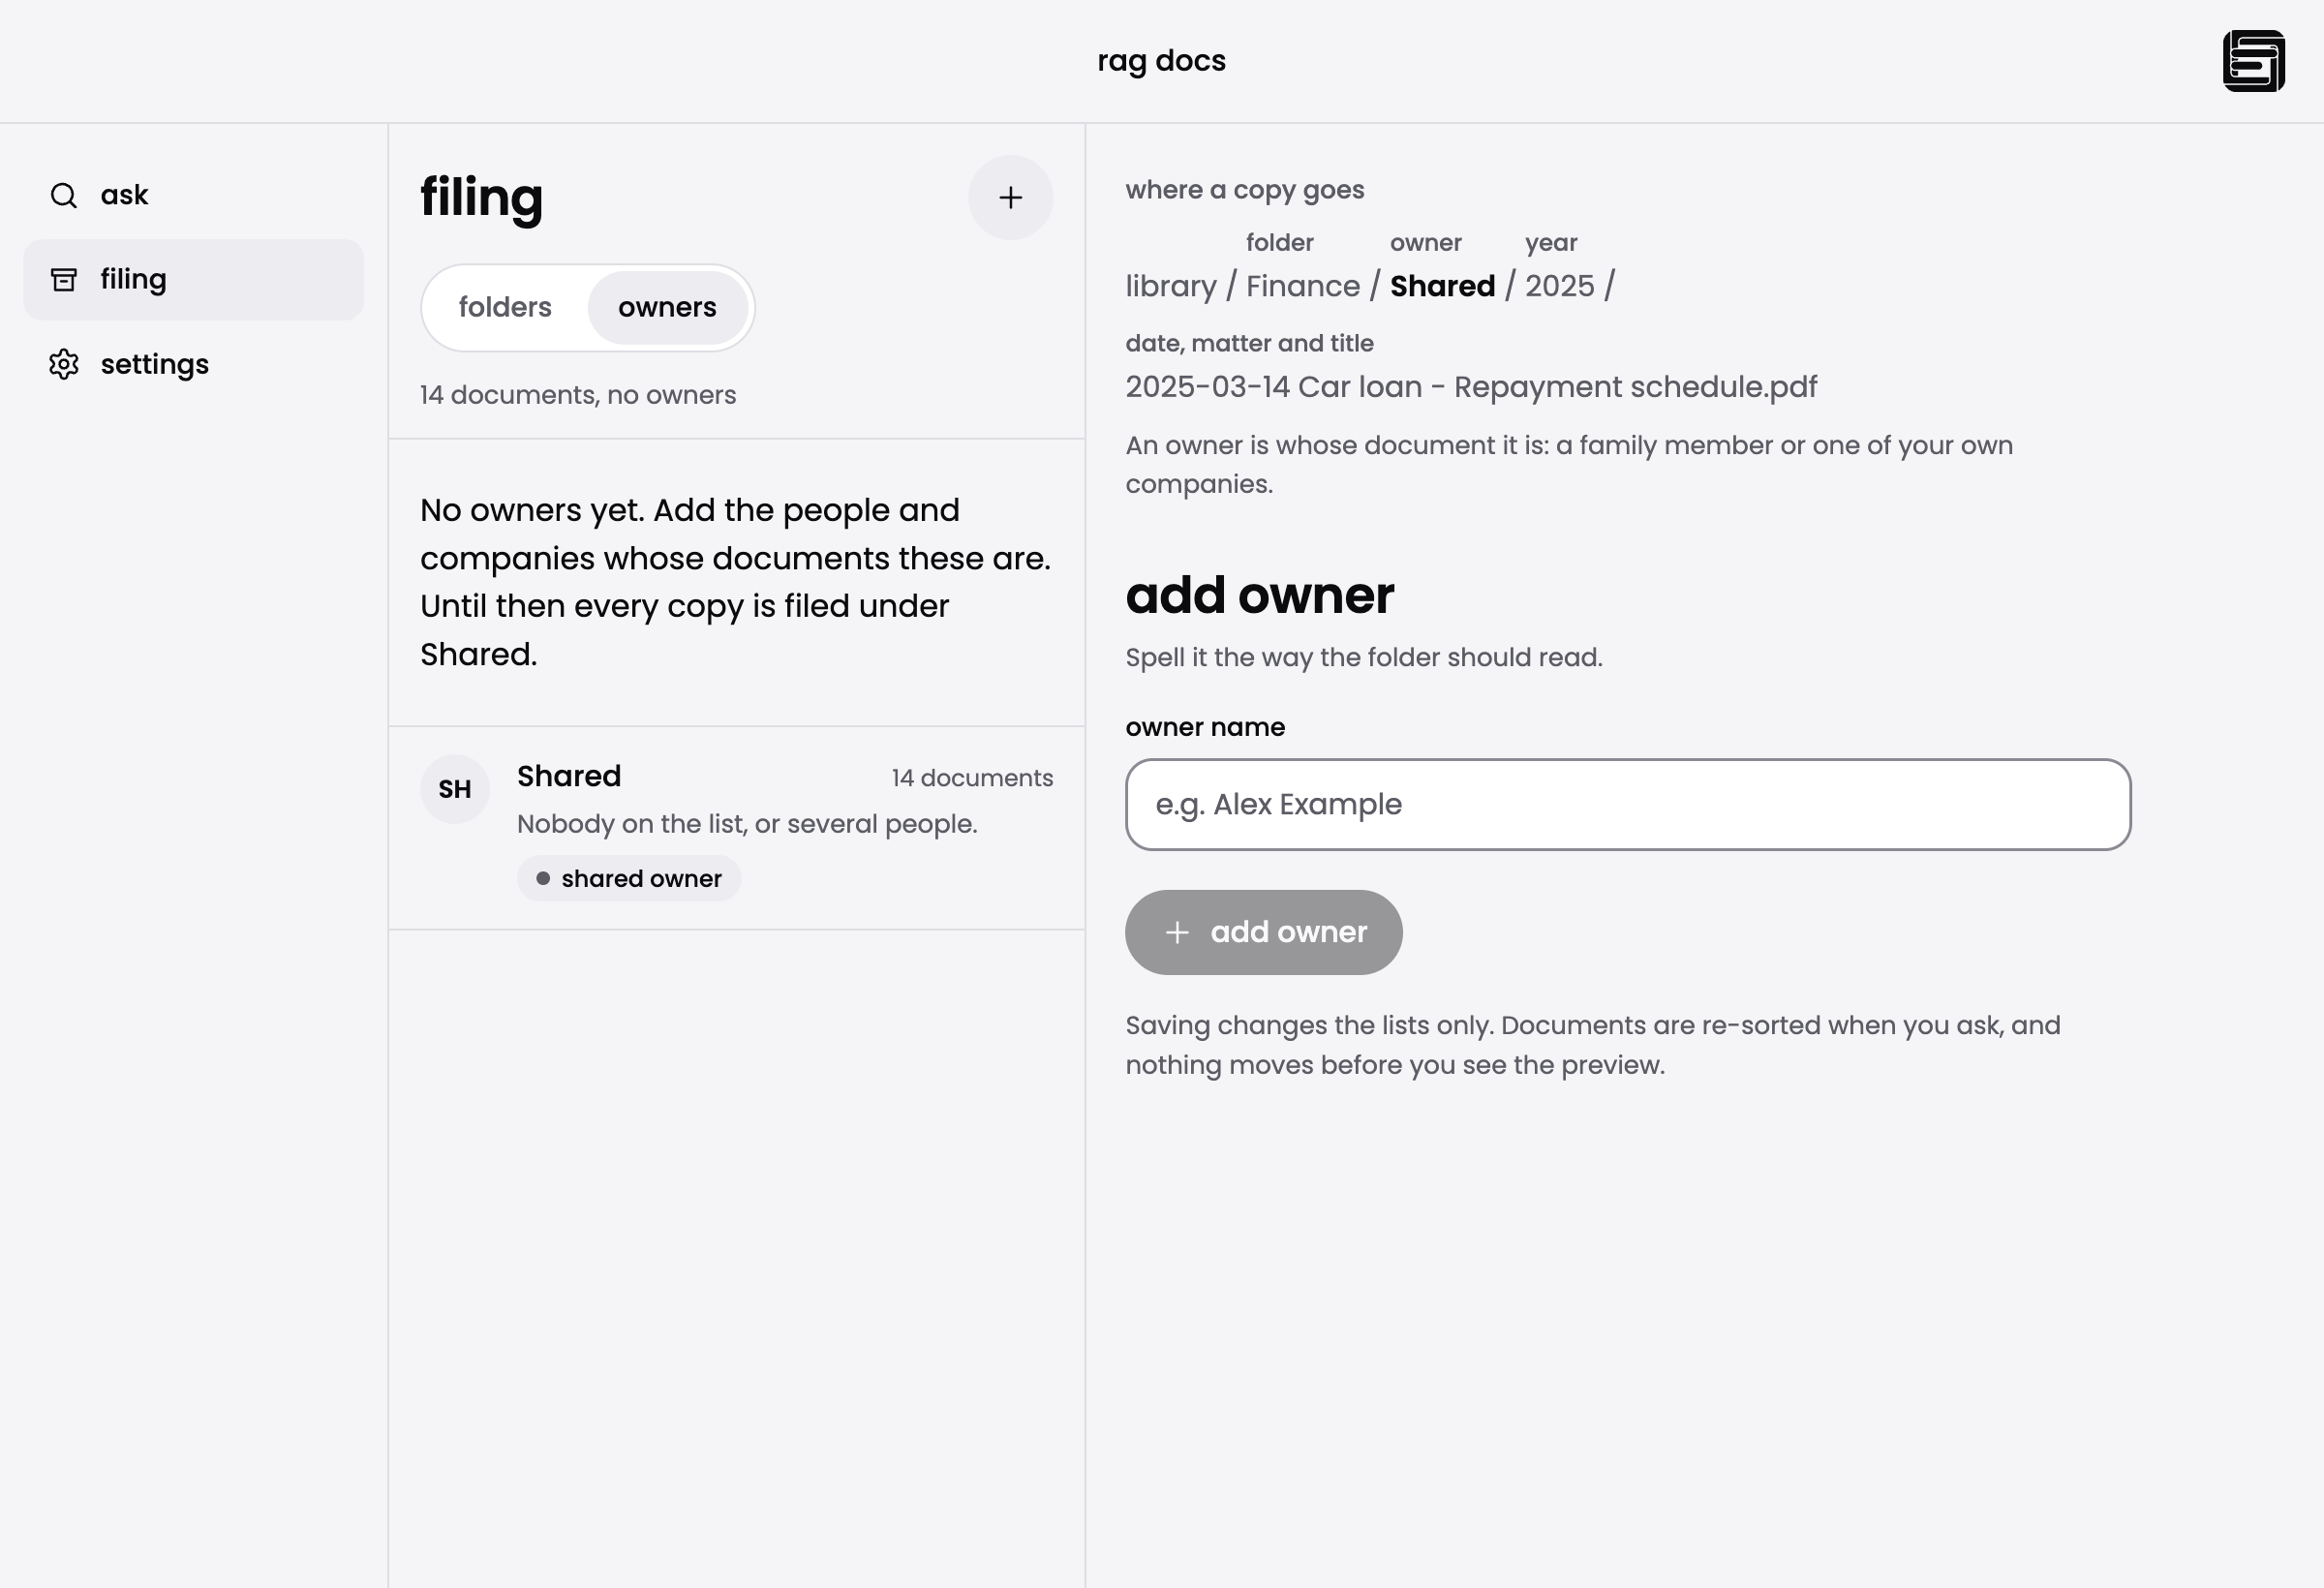 rag docs
ask
filing
settings
filing
folders
owners
14 documents, no owners
No owners yet. Add the people and
companies whose documents these are.
Until then every copy is filed under
Shared.
SH
Shared
14 documents
Nobody on the list, or several people.
shared owner
where a copy goes
folder owner year
library / Finance / Shared / 2025 /
date, matter and title
2025-03-14 Car loan - Repayment schedule.pdf
An owner is whose document it is: a family member or one of your own
companies.
add owner
Spell it the way the folder should read.
owner name
e.g. Alex Example
add owner
Saving changes the lists only. Documents are re-sorted when you ask, and
nothing moves before you see the preview.